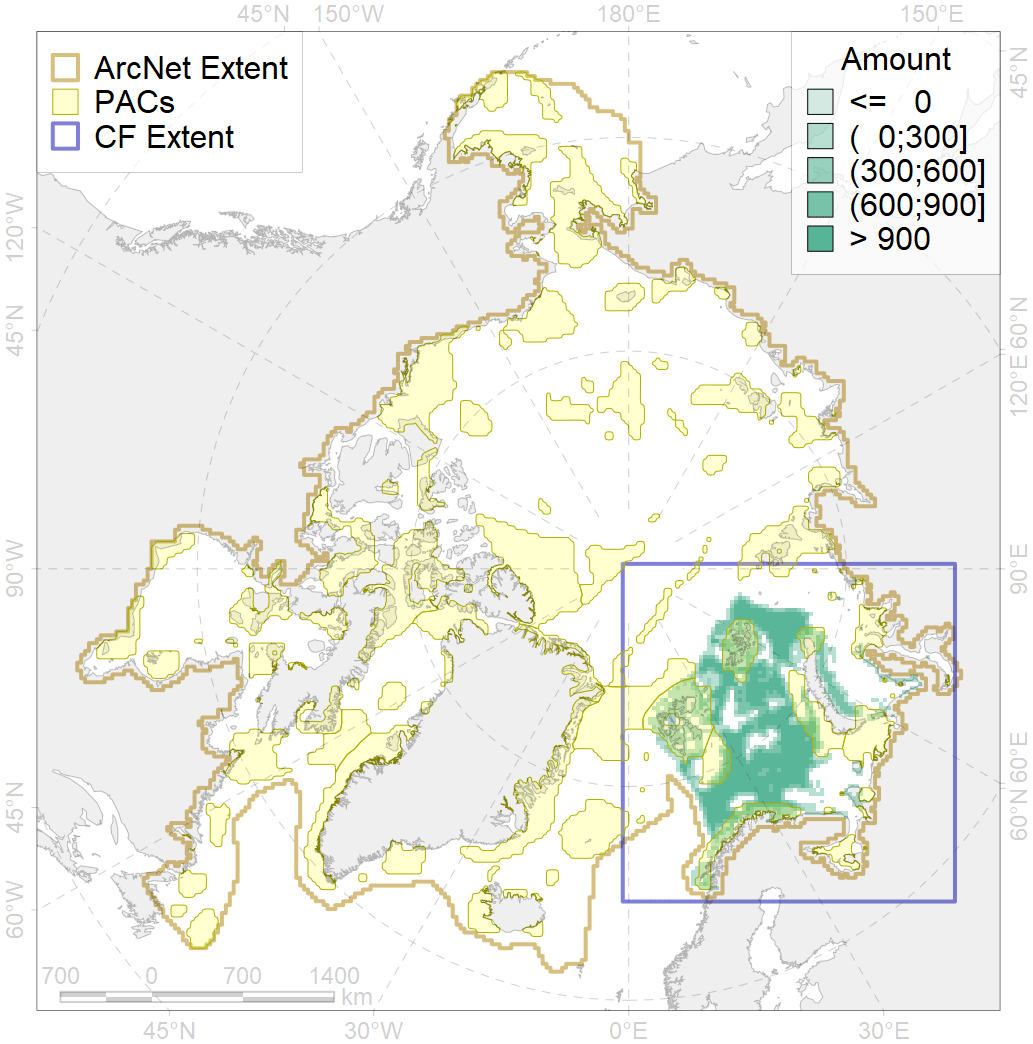 45°N 150°W 180°E 150°E
ArcNet Extent
PACs
CF Extent
Amount
<= 0
( 0;300]
(300;600]
(600;900]
> 900
45°N
120°W
45°N
60°N
120°E
90°W
90°E
45°N
60°E
60°N
60°W
700 0 700 1400
km
45°N 30°W 0°E 30°E